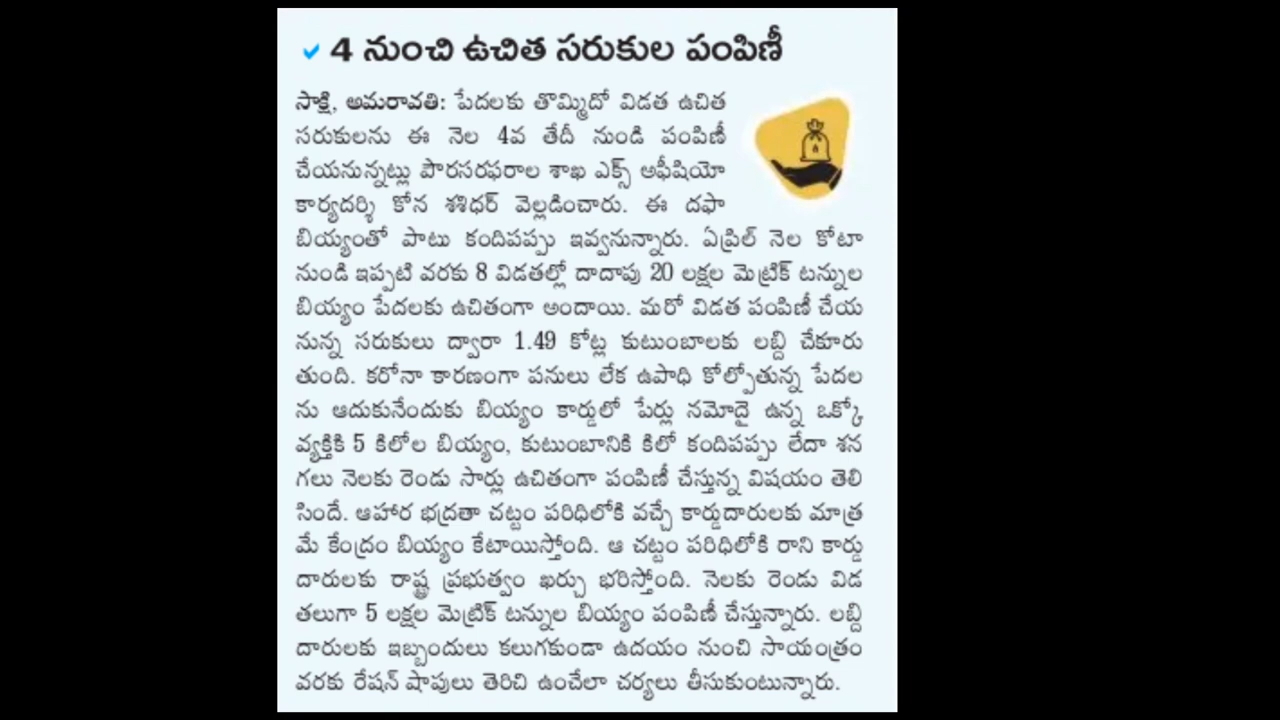 4 నుంచి ఉచిత సరుకుల పంపిణీ
సాక్షి, అమరావతి: పేదలకు తొమ్మిదో విడత ఉచిత
సరుకులను ఈ నెల 4వ తేదీ నుండి పంపిణీ
చేయనున్నట్లు పౌరసరఫరాల శాఖ ఎక్స్ అఫీషియో
కార్యదర్శి కోన శశిధర్ వెల్లడించారు. ఈ దఫా
బియ్యంతో పాటు కందిపప్పు ఇవ్వనున్నారు. ఏప్రిల్ నెల కోటా
నుండి ఇప్పటి వరకు 8 విడతల్లో దాదాపు 20 లక్షల మెట్రిక్ టన్నుల
బియ్యం పేదలకు ఉచితంగా అందాయి. మరో విడత పంపిణీ చేయ
నున్న సరుకులు ద్వారా 1.49 కోట్ల కుటుంబాలకు లబ్ది చేకూరు
తుంది. కరోనా కారణంగా పనులు లేక ఉపాధి కోల్పోతున్న పేదల
ను ఆదుకునేందుకు బియ్యం కార్డులో పేర్లు నమోదై ఉన్న ఒక్కో
వ్యక్తికి 5 కిలోల బియ్యం, కుటుంబానికి కిలో కందిపప్పు లేదా శన
గలు నెలకు రెండు సార్లు ఉచితంగా పంపిణీ చేస్తున్న విషయం తెలి
సిందే. ఆహార భద్రతా చట్టం పరిధిలోకి వచ్చే కార్డుదారులకు మాత్ర
మే కేంద్రం బియ్యం కేటాయిస్తోంది. ఆ చట్టం పరిధిలోకి రాని కార్డు
దారులకు రాష్ట్ర ప్రభుత్వం ఖర్చు భరిస్తోంది. నెలకు రెండు విడ
తలుగా 5 లక్షల మెట్రిక్ టన్నుల బియ్యం పంపిణీ చేస్తున్నారు. లబ్ది
దారులకు ఇబ్బందులు కలుగకుండా ఉదయం నుంచి సాయంత్రం
వరకు రేషన్ షాపులు తెరిచి ఉంచేలా చర్యలు తీసుకుంటున్నారు.